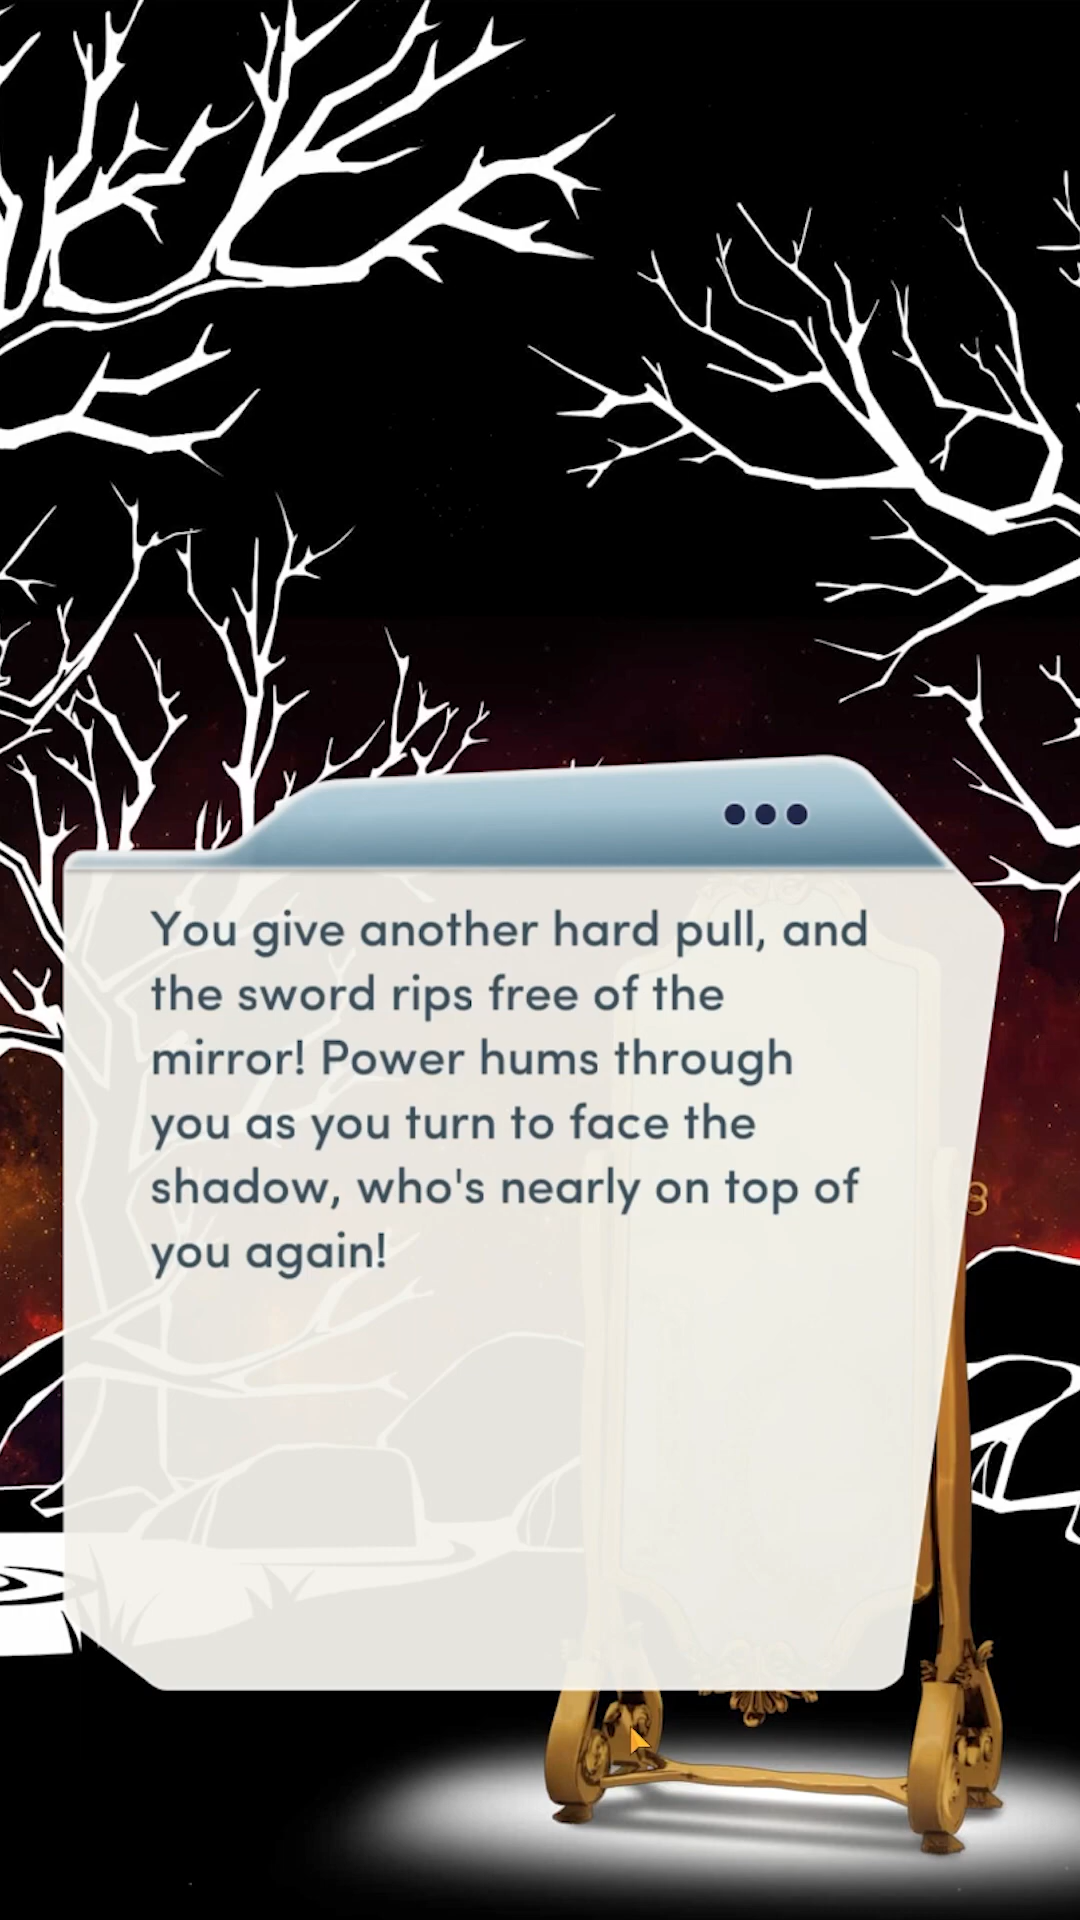 You give another hard pull, and
the sword rips free of the
mirror! Power hums through
you as you turn to face the
shadow, who's nearly on top of
you again!